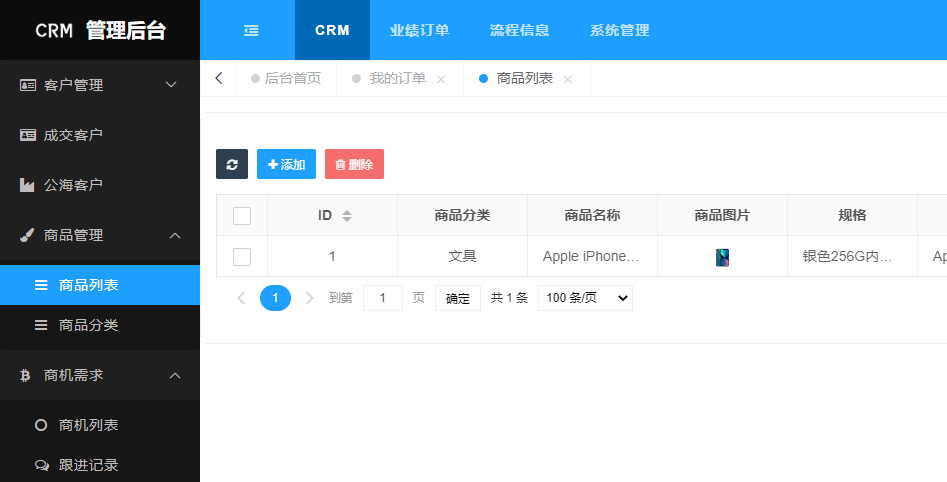 CRM 管理后台
CRM 业绩订单 流程信息 系统管理
客户管理
成交客户
公海客户
商品管理
商品列表
商品分类
商机需求
商机列表
跟进记录
后台首页 我的订单 商品列表
添加 删除
ID 商品分类 商品名称 商品图片 规格
1 文具 Apple iPhone... 银色256G内... Ap
1 到第 1 页 确定 共 1 条 100 条/页